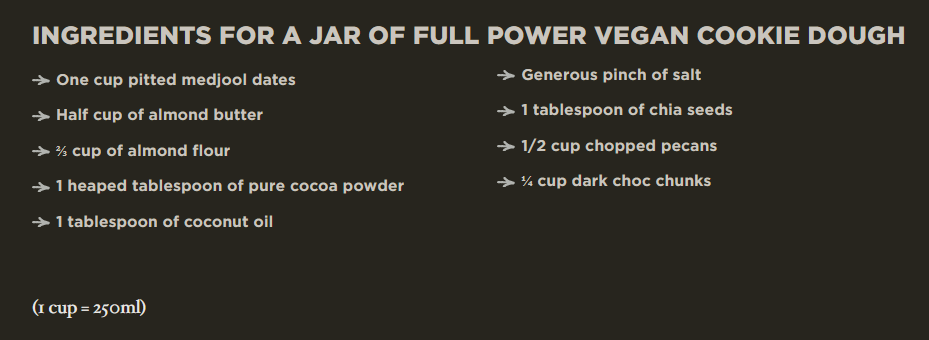 INGREDIENTS FOR A JAR OF FULL POWER VEGAN COOKIE DOUGH
One cup pitted medjool dates
Half cup of almond butter
⅔ cup of almond flour
1 heaped tablespoon of pure cocoa powder
1 tablespoon of coconut oil
Generous pinch of salt
1 tablespoon of chia seeds
1/2 cup chopped pecans
¼ cup dark choc chunks
(1 cup = 250ml)